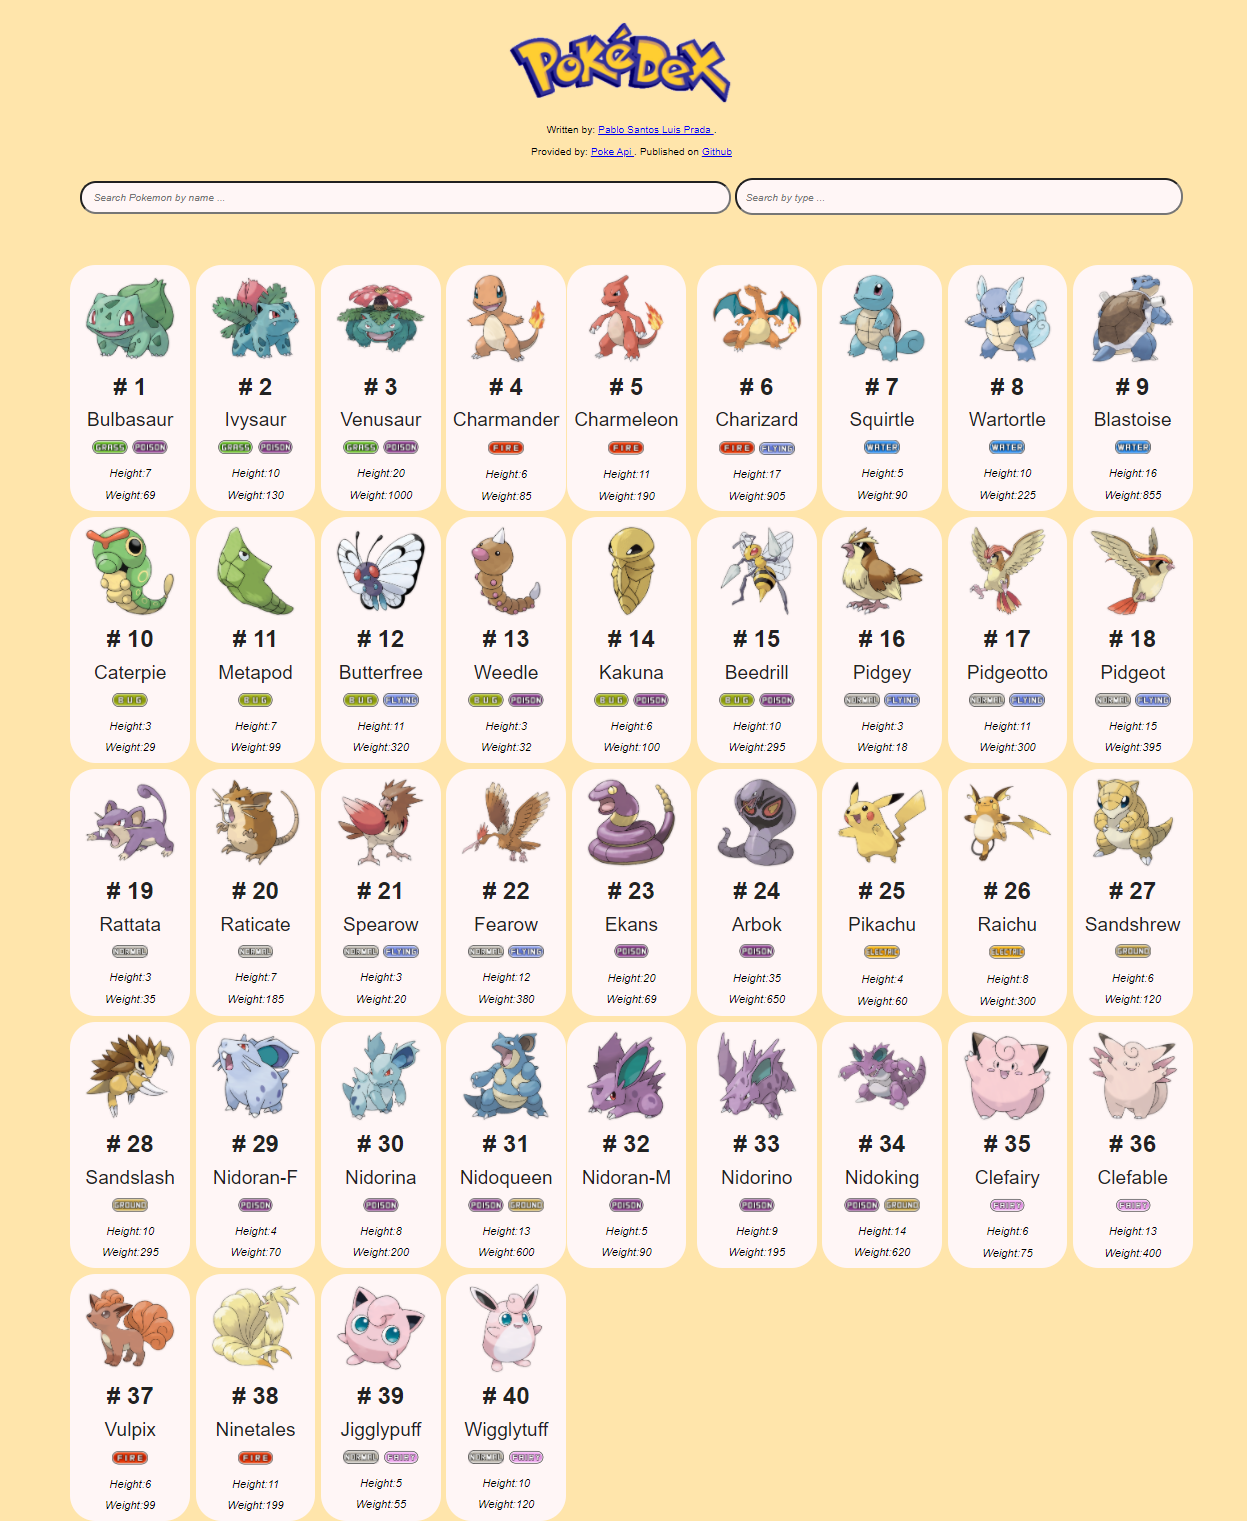 POKéDEX
Written by: Pablo Santos Luis Prada .
Provided by: Poke Api . Published on Github
Search Pokemon by name ...
Search by type ...
# 1
Bulbasaur
GRASS POISON
Height:7
Weight:69
# 2
Ivysaur
GRASS POISON
Height:10
Weight:130
# 3
Venusaur
GRASS POISON
Height:20
Weight:1000
# 4
Charmander
FIRE
Height:6
Weight:85
# 5
Charmeleon
FIRE
Height:11
Weight:190
# 6
Charizard
FIRE FLYING
Height:17
Weight:905
# 7
Squirtle
WATER
Height:5
Weight:90
# 8
Wartortle
WATER
Height:10
Weight:225
# 9
Blastoise
WATER
Height:16
Weight:855
# 10
Caterpie
BUG
Height:3
Weight:29
# 11
Metapod
BUG
Height:7
Weight:99
# 12
Butterfree
BUG FLYING
Height:11
Weight:320
# 13
Weedle
BUG POISON
Height:3
Weight:32
# 14
Kakuna
BUG POISON
Height:6
Weight:100
# 15
Beedrill
BUG POISON
Height:10
Weight:295
# 16
Pidgey
NORMAL FLYING
Height:3
Weight:18
# 17
Pidgeotto
NORMAL FLYING
Height:11
Weight:300
# 18
Pidgeot
NORMAL FLYING
Height:15
Weight:395
# 19
Rattata
NORMAL
Height:3
Weight:35
# 20
Raticate
NORMAL
Height:7
Weight:185
# 21
Spearow
NORMAL FLYING
Height:3
Weight:20
# 22
Fearow
NORMAL FLYING
Height:12
Weight:380
# 23
Ekans
POISON
Height:20
Weight:69
# 24
Arbok
POISON
Height:35
Weight:650
# 25
Pikachu
ELECTRIC
Height:4
Weight:60
# 26
Raichu
ELECTRIC
Height:8
Weight:300
# 27
Sandshrew
GROUND
Height:6
Weight:120
# 28
Sandslash
GROUND
Height:10
Weight:295
# 29
Nidoran-F
POISON
Height:4
Weight:70
# 30
Nidorina
POISON
Height:8
Weight:200
# 31
Nidoqueen
POISON GROUND
Height:13
Weight:600
# 32
Nidoran-M
POISON
Height:5
Weight:90
# 33
Nidorino
POISON
Height:9
Weight:195
# 34
Nidoking
POISON GROUND
Height:14
Weight:620
# 35
Clefairy
FAIRY
Height:6
Weight:75
# 36
Clefable
FAIRY
Height:13
Weight:400
# 37
Vulpix
FIRE
Height:6
Weight:99
# 38
Ninetales
FIRE
Height:11
Weight:199
# 39
Jigglypuff
NORMAL FAIRY
Height:5
Weight:55
# 40
Wigglytuff
NORMAL FAIRY
Height:10
Weight:120